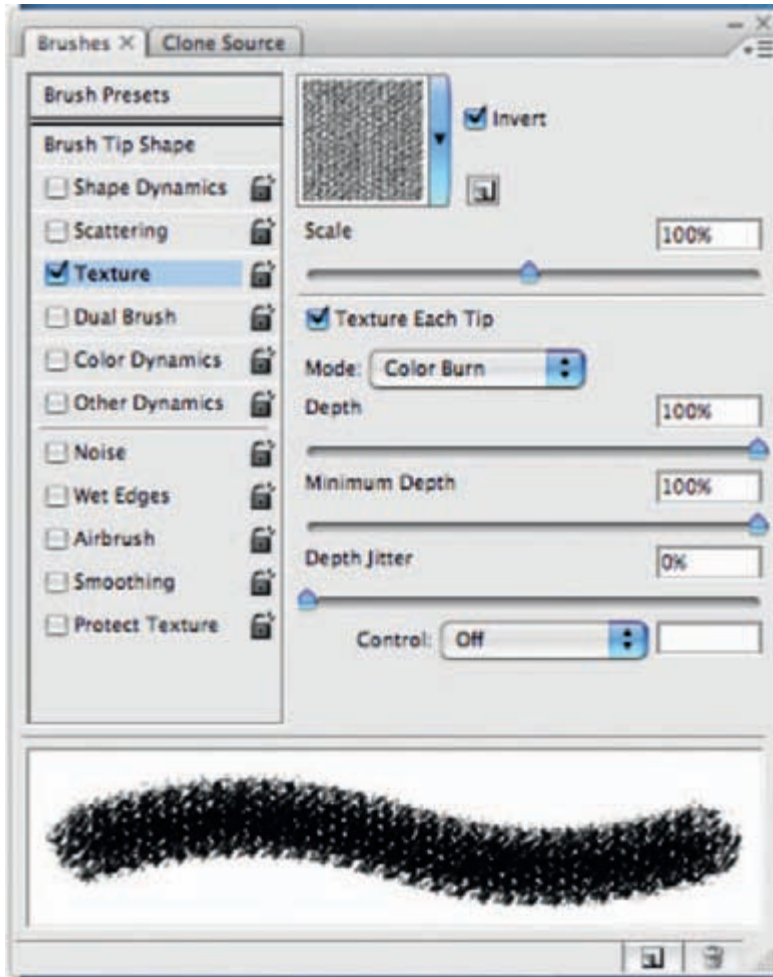 Brushes × Clone Source
Brush Presets
Brush Tip Shape
Shape Dynamics
Scattering
Texture
Dual Brush
Color Dynamics
Other Dynamics
Noise
Wet Edges
Airbrush
Smoothing
Protect Texture
Invert
Scale 100%
Texture Each Tip
Mode: Color Burn
Depth 100%
Minimum Depth 100%
Depth Jitter 0%
Control: Off